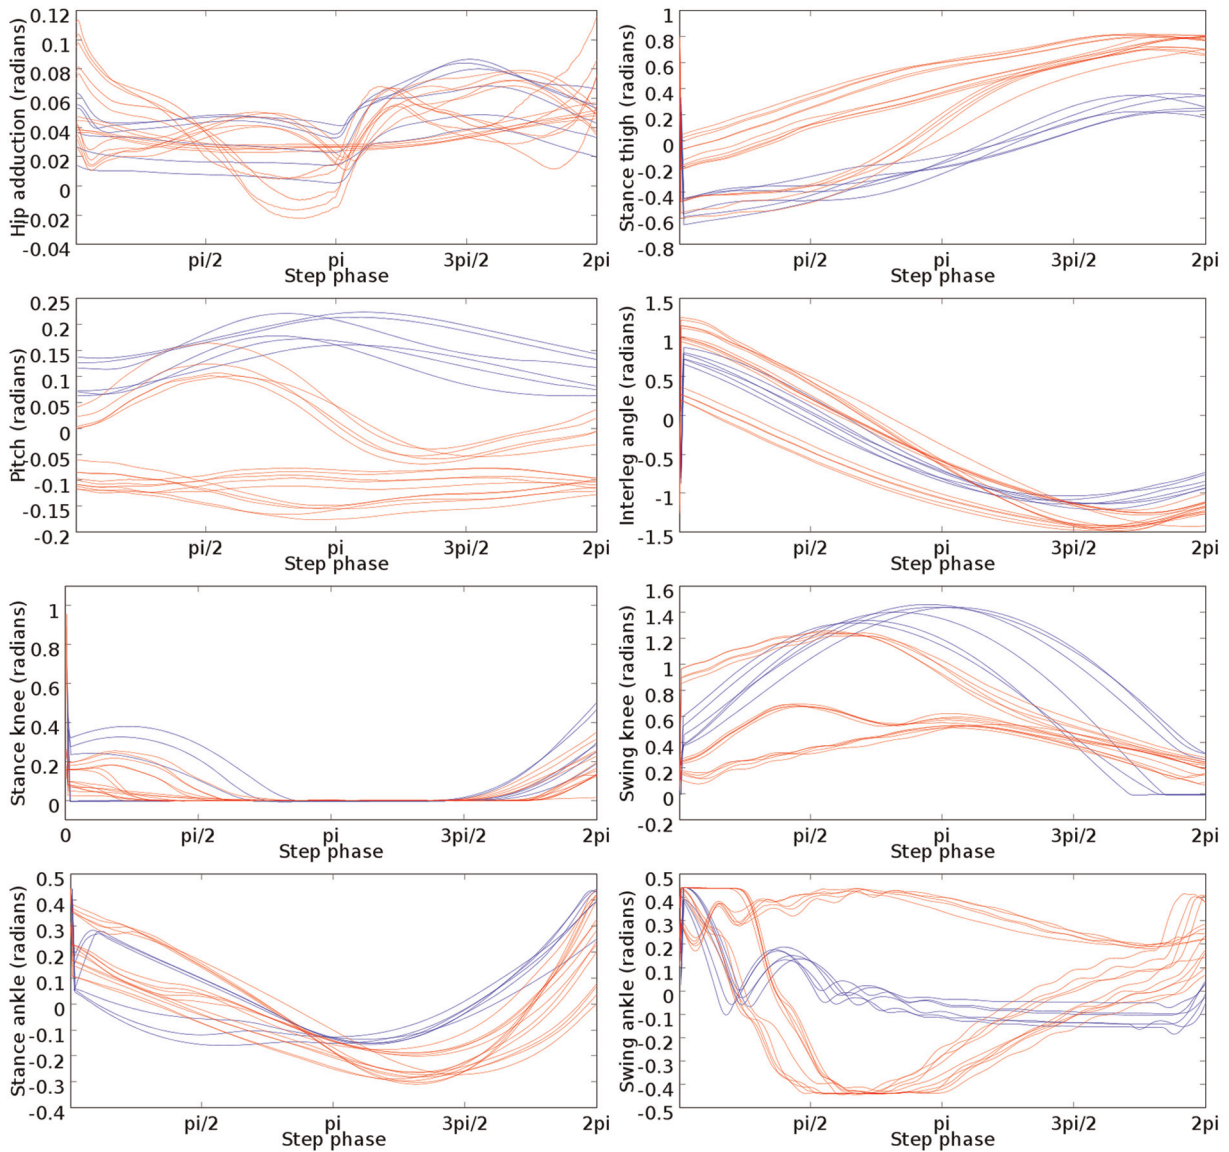 Hip adduction (radians)
0.12
0.1
0.08
0.06
0.04
0.02
0
-0.02
-0.04
pi/2
pi
3pi/2
2pi
Step phase
Stance thigh (radians)
1
0.8
0.6
0.4
0.2
0
-0.2
-0.4
-0.6
-0.8
pi/2
pi
3pi/2
2pi
Step phase
Pitch (radians)
0.25
0.2
0.15
0.1
0.05
0
-0.05
-0.1
-0.15
-0.2
pi/2
pi
3pi/2
2pi
Step phase
Interleg angle (radians)
1.5
1
0.5
0
-0.5
-1
-1.5
pi/2
pi
3pi/2
2pi
Step phase
Stance knee (radians)
1
0.8
0.6
0.4
0.2
0
0
pi/2
pi
3pi/2
2pi
Step phase
Swing knee (radians)
1.6
1.4
1.2
1
0.8
0.6
0.4
0.2
0
-0.2
pi/2
pi
3pi/2
2pi
Step phase
Stance ankle (radians)
0.5
0.4
0.3
0.2
0.1
0
-0.1
-0.2
-0.3
-0.4
pi/2
pi
3pi/2
2pi
Step phase
Swing ankle (radians)
0.5
0.4
0.3
0.2
0.1
0
-0.1
-0.2
-0.3
-0.4
-0.5
pi/2
pi
3pi/2
2pi
Step phase